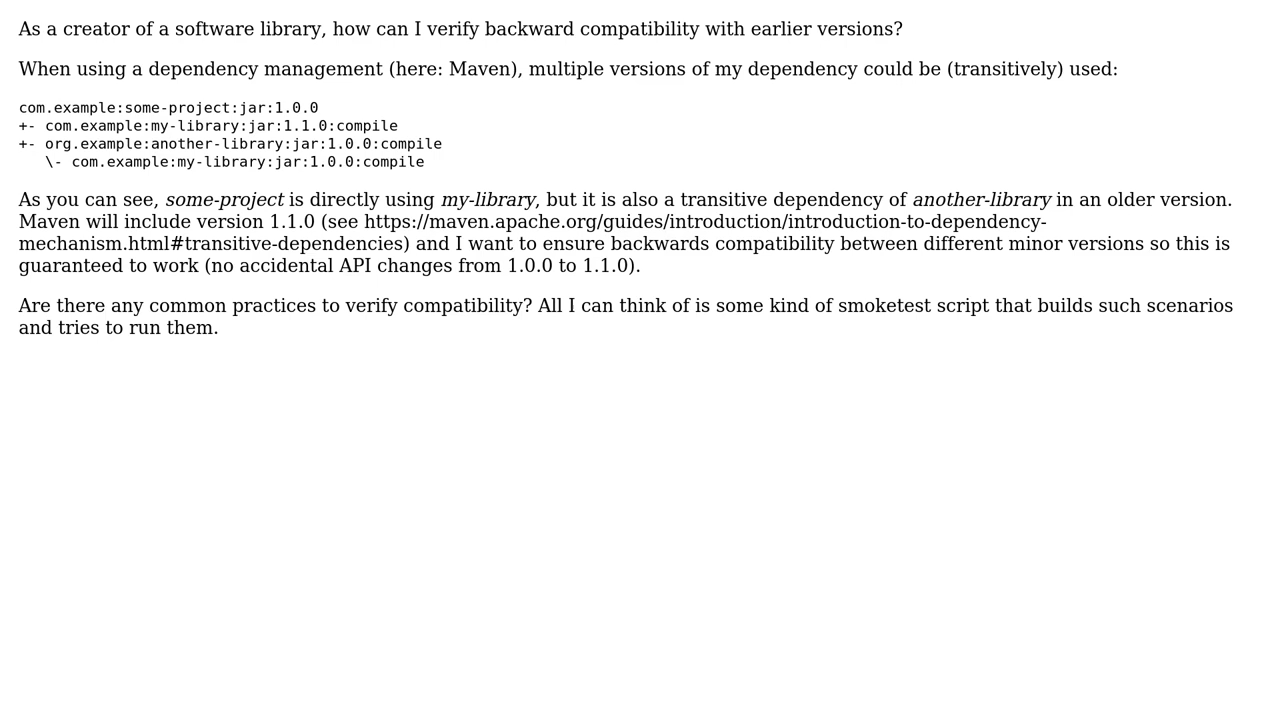 As a creator of a software library, how can I verify backward compatibility with earlier versions?
When using a dependency management (here: Maven), multiple versions of my dependency could be (transitively) used:
com.example:some-project:jar:1.0.0
+- com.example:my-library:jar:1.1.0:compile
+- org.example:another-library:jar:1.0.0:compile
   \- com.example:my-library:jar:1.0.0:compile
As you can see, some-project is directly using my-library, but it is also a transitive dependency of another-library in an older version.
Maven will include version 1.1.0 (see https://maven.apache.org/guides/introduction/introduction-to-dependency-
mechanism.html#transitive-dependencies) and I want to ensure backwards compatibility between different minor versions so this is
guaranteed to work (no accidental API changes from 1.0.0 to 1.1.0).
Are there any common practices to verify compatibility? All I can think of is some kind of smoketest script that builds such scenarios
and tries to run them.